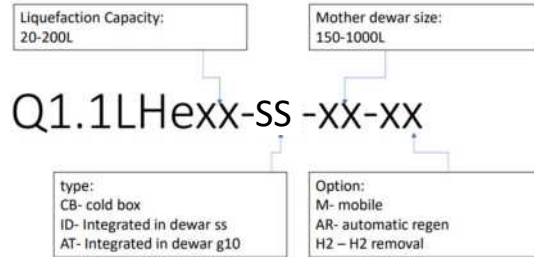 Liquefaction Capacity:
20-200L
Mother dewar size:
150-1000L
Q1.1LHexx-SS -xx-xx
type:
CB- cold box
ID- Integrated in dewar ss
AT- Integrated in dewar g10
Option:
M- mobile
AR- automatic regen
H2 – H2 removal